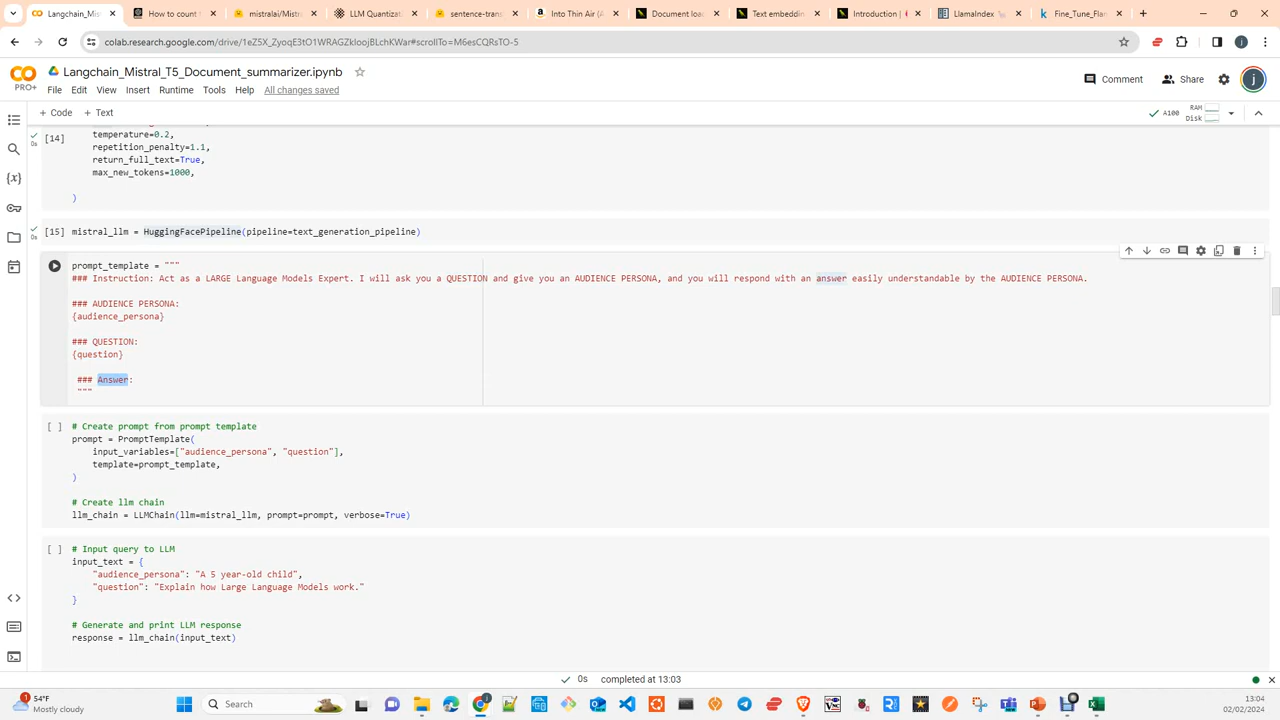 Langchain_Mist
How to count
mistralai/Mistr
LLM Quantizat
sentence-trans
Into Thin Air (A
Document loa
Text embeddin
Introduction |
LlamaIndex
Fine_Tune_Flan
colab.research.google.com/drive/1eZ5X_ZyoqE3tO1WRAGZkloojBLchKWar#scrollTo=M6esCQRsTO-5
Langchain_Mistral_T5_Document_summarizer.ipynb
PRO+
File Edit View Insert Runtime Tools Help All changes saved
Comment
Share
j
+ Code + Text
A100
RAM
Disk
[14]
0s
temperature=0.2,
repetition_penalty=1.1,
return_full_text=True,
max_new_tokens=1000,
)
[15] mistral_llm = HuggingFacePipeline(pipeline=text_generation_pipeline)
0s
prompt_template = """
### Instruction: Act as a LARGE Language Models Expert. I will ask you a QUESTION and give you an AUDIENCE PERSONA, and you will respond with an answer easily understandable by the AUDIENCE PERSONA.
### AUDIENCE PERSONA:
{audience_persona}
### QUESTION:
{question}
### Answer:
"""
[ ] # Create prompt from prompt template
prompt = PromptTemplate(
input_variables=["audience_persona", "question"],
template=prompt_template,
)
# Create llm chain
llm_chain = LLMChain(llm=mistral_llm, prompt=prompt, verbose=True)
[ ] # Input query to LLM
input_text = {
"audience_persona": "A 5 year-old child",
"question": "Explain how Large Language Models work."
}
# Generate and print LLM response
response = llm_chain(input_text)
0s completed at 13:03
1
54°F
Mostly cloudy
Search
13:04
02/02/2024